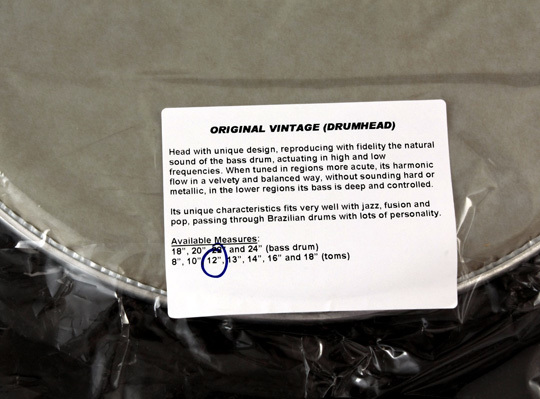 ORIGINAL VINTAGE (DRUMHEAD)
Head with unique design, reproducing with fidelity the natural
sound of the bass drum, actuating in high and low
frequencies. When tuned in regions more acute, its harmonic
flow in a velvety and balanced way, without sounding hard or
metallic, in the lower regions its bass is deep and controlled.
Its unique characteristics fits very well with jazz, fusion and
pop, passing through Brazilian drums with lots of personality.
Available Measures:
18", 20", 22" and 24" (bass drum)
8", 10", 12", 13", 14", 16" and 18" (toms)